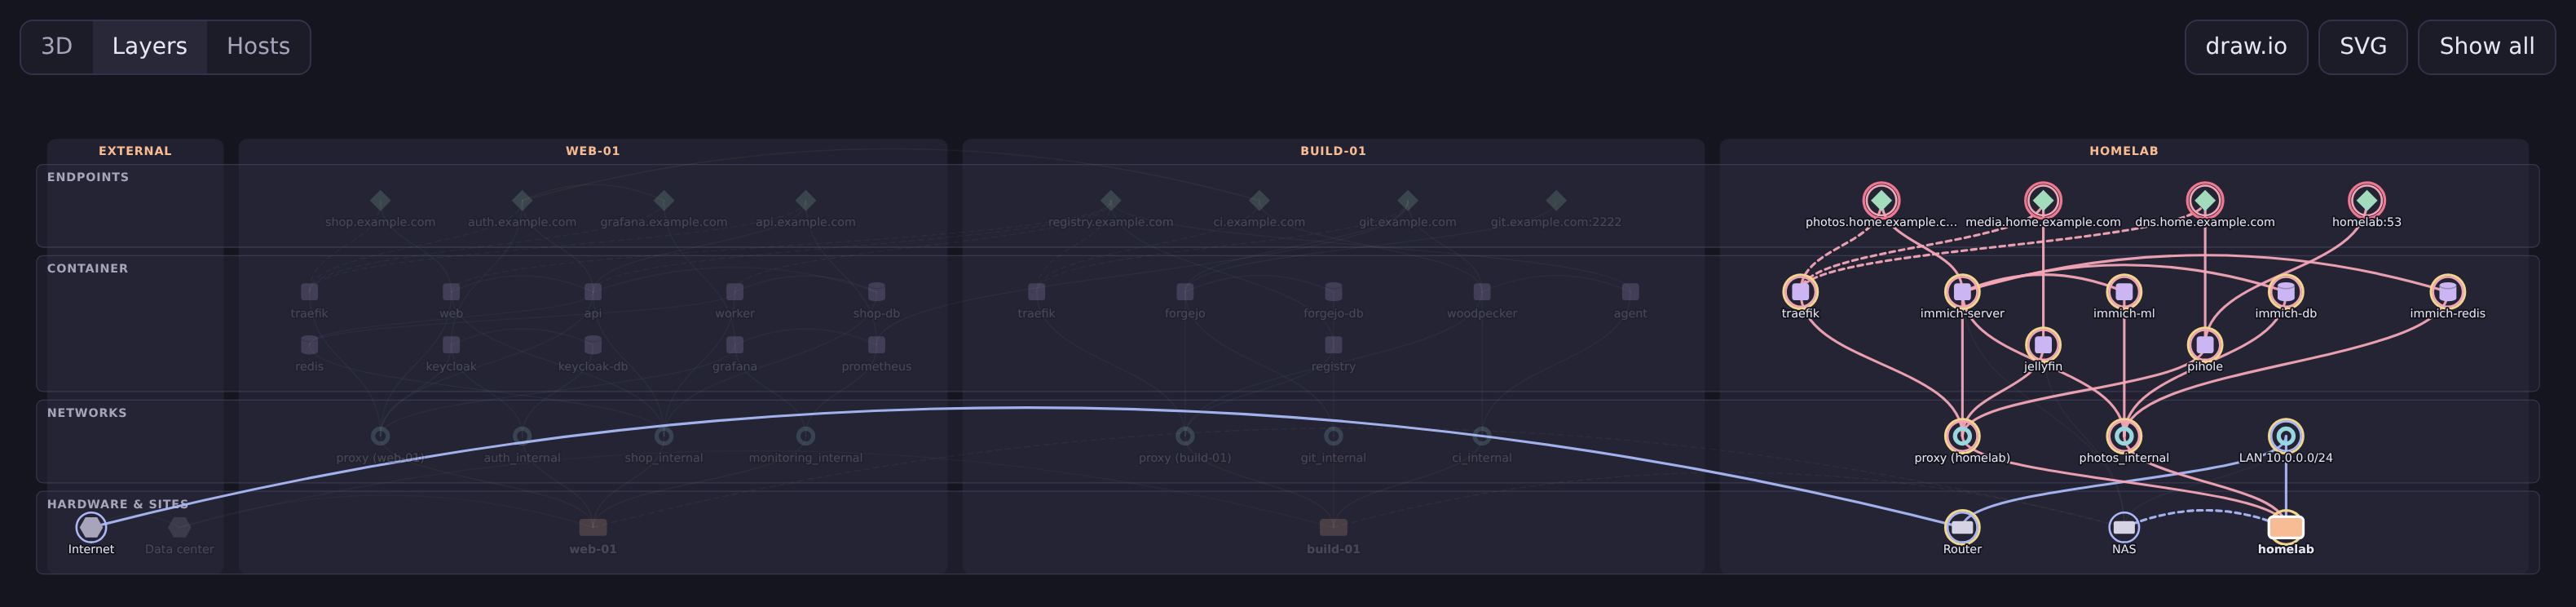 3D Layers Hosts draw.io SVG Show all
EXTERNAL WEB-01 BUILD-01 HOMELAB
ENDPOINTS
shop.example.com auth.example.com grafana.example.com api.example.com registry.example.com ci.example.com git.example.com git.example.com:2222 photos.home.example.c... media.home.example.com dns.home.example.com homelab:53
CONTAINER
traefik web api worker shop-db traefik forgejo forgejo-db woodpecker agent traefik immich-server immich-ml immich-db immich-redis
redis keycloak keycloak-db grafana prometheus registry jellyfin pihole
NETWORKS
proxy (web-01) auth_internal shop_internal monitoring_internal proxy (build-01) git_internal ci_internal proxy (homelab) photos_internal LAN 10.0.0.0/24
HARDWARE & SITES
Internet Data center web-01 build-01 Router NAS homelab